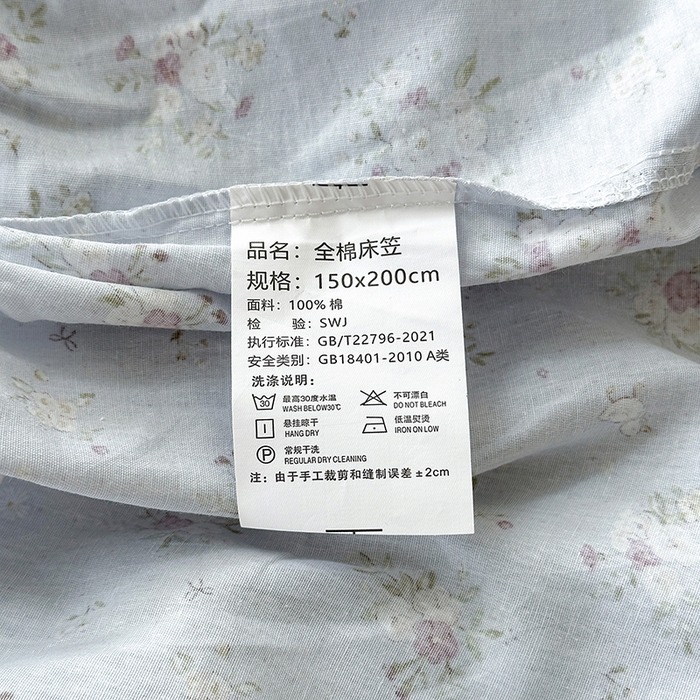 品名：全棉床笠
规格：150x200cm
面料：100% 棉
检　　验：SWJ
执行标准：GB/T22796-2021
安全类别：GB18401-2010 A类
洗涤说明：
30 最高30度水温 不可漂白
WASH BELOW30℃ DO NOT BLEACH
悬挂晾干 低温熨烫
HANG DRY IRON ON LOW
P 常规干洗
REGULAR DRY CLEANING
注：由于手工裁剪和缝制误差±2cm